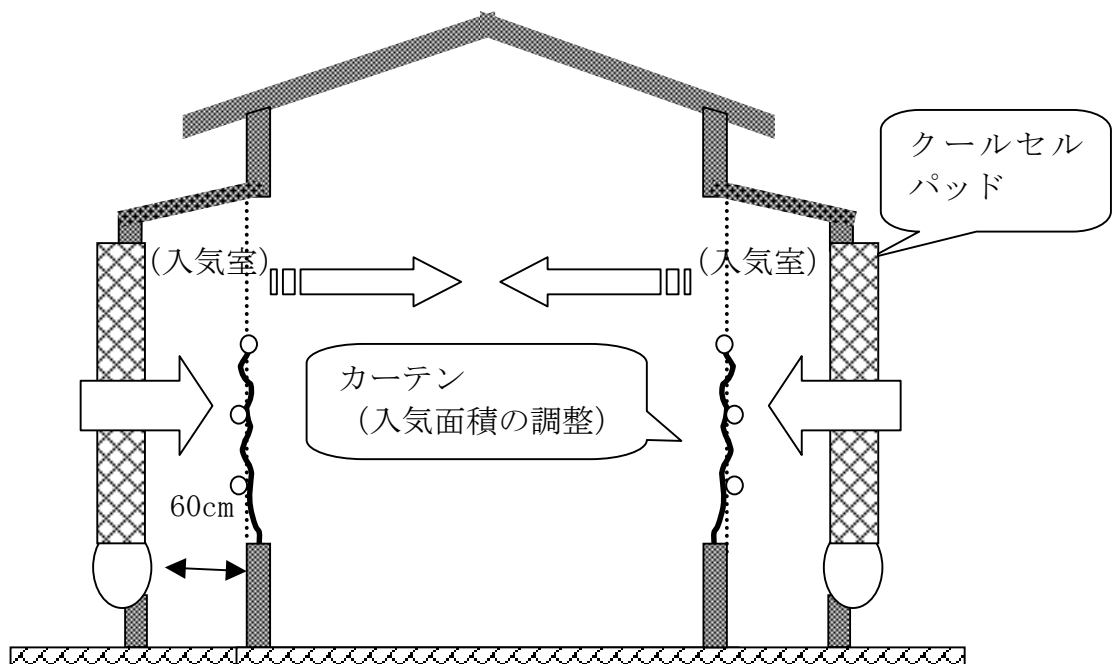 クールセル
パッド
(入気室)
(入気室)
カーテン
(入気面積の調整)
60cm